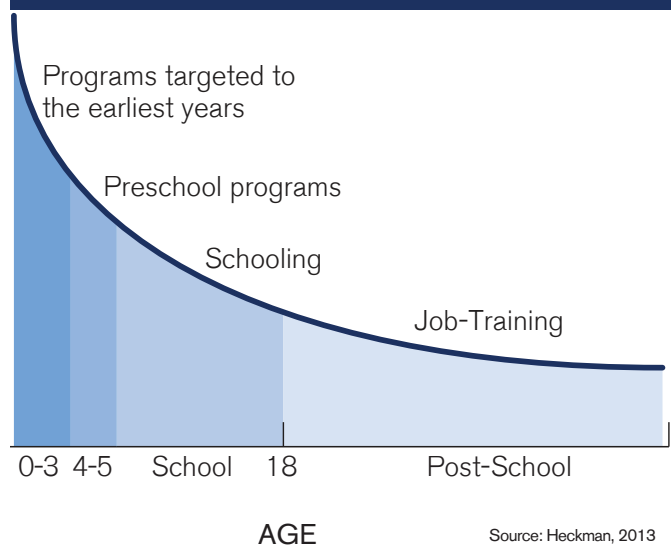 Programs targeted to
the earliest years
Preschool programs
Schooling
Job-Training
0-3 4-5 School 18 Post-School
AGE
Source: Heckman, 2013